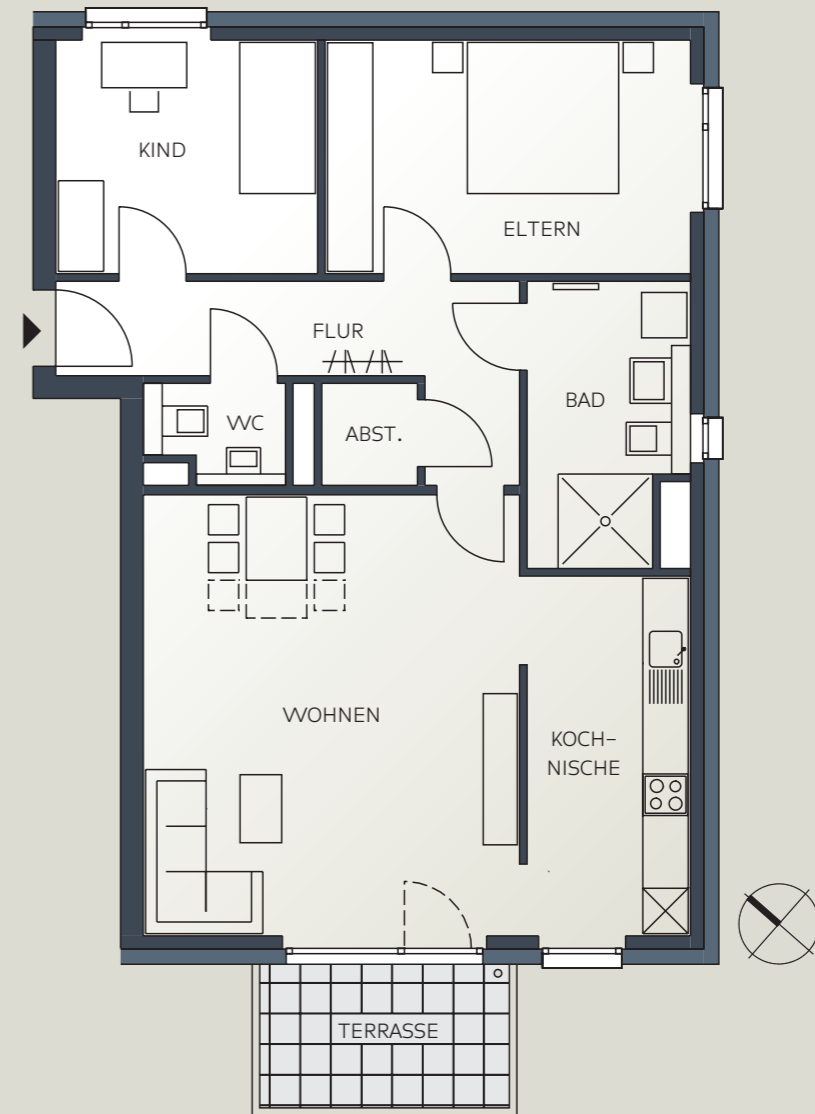 KIND
ELTERN
FLUR
WC
ABST.
BAD
WOHNEN
KOCH-
NISCHE
TERRASSE